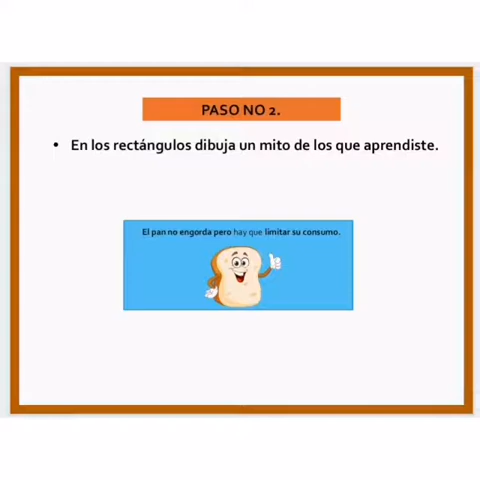 PASO NO 2.
• En los rectángulos dibuja un mito de los que aprendiste.
El pan no engorda pero hay que limitar su consumo.